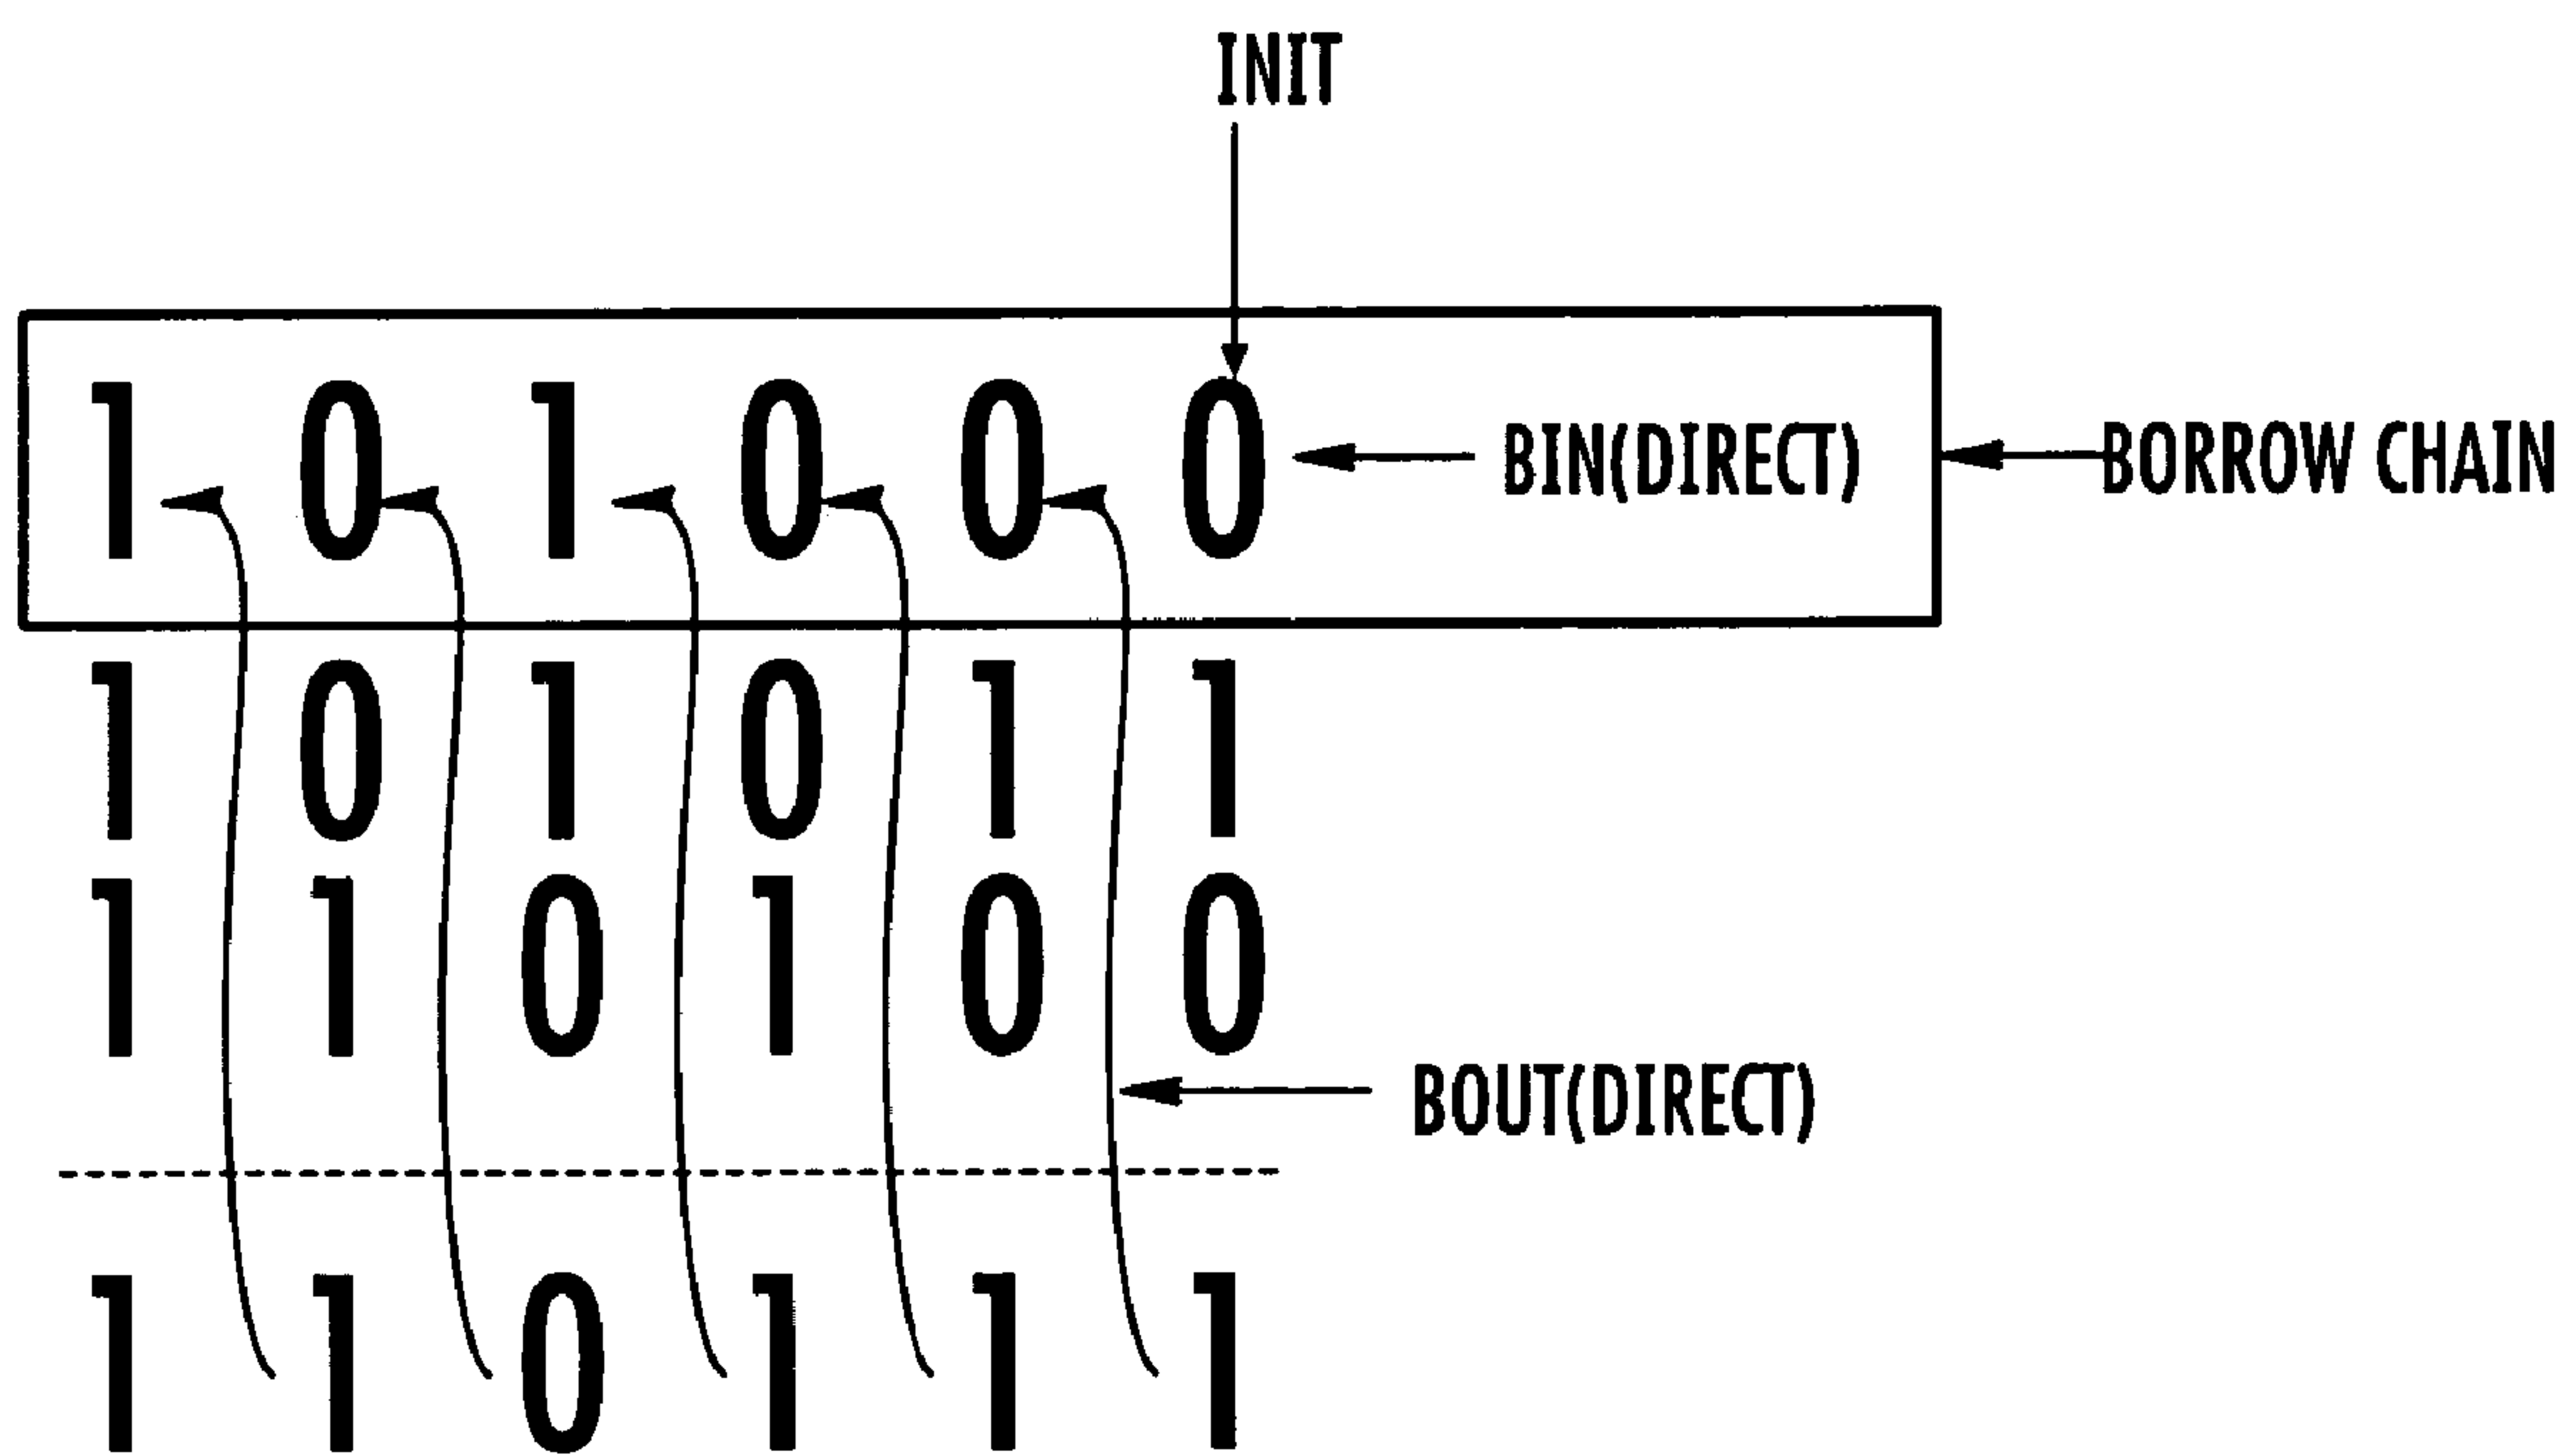 INIT
1 0 1 0 0 0 BIN(DIRECT) BORROW CHAIN
1 0 1 0 1 1
1 1 0 1 0 0
BOUT(DIRECT)
1 1 0 1 1 1